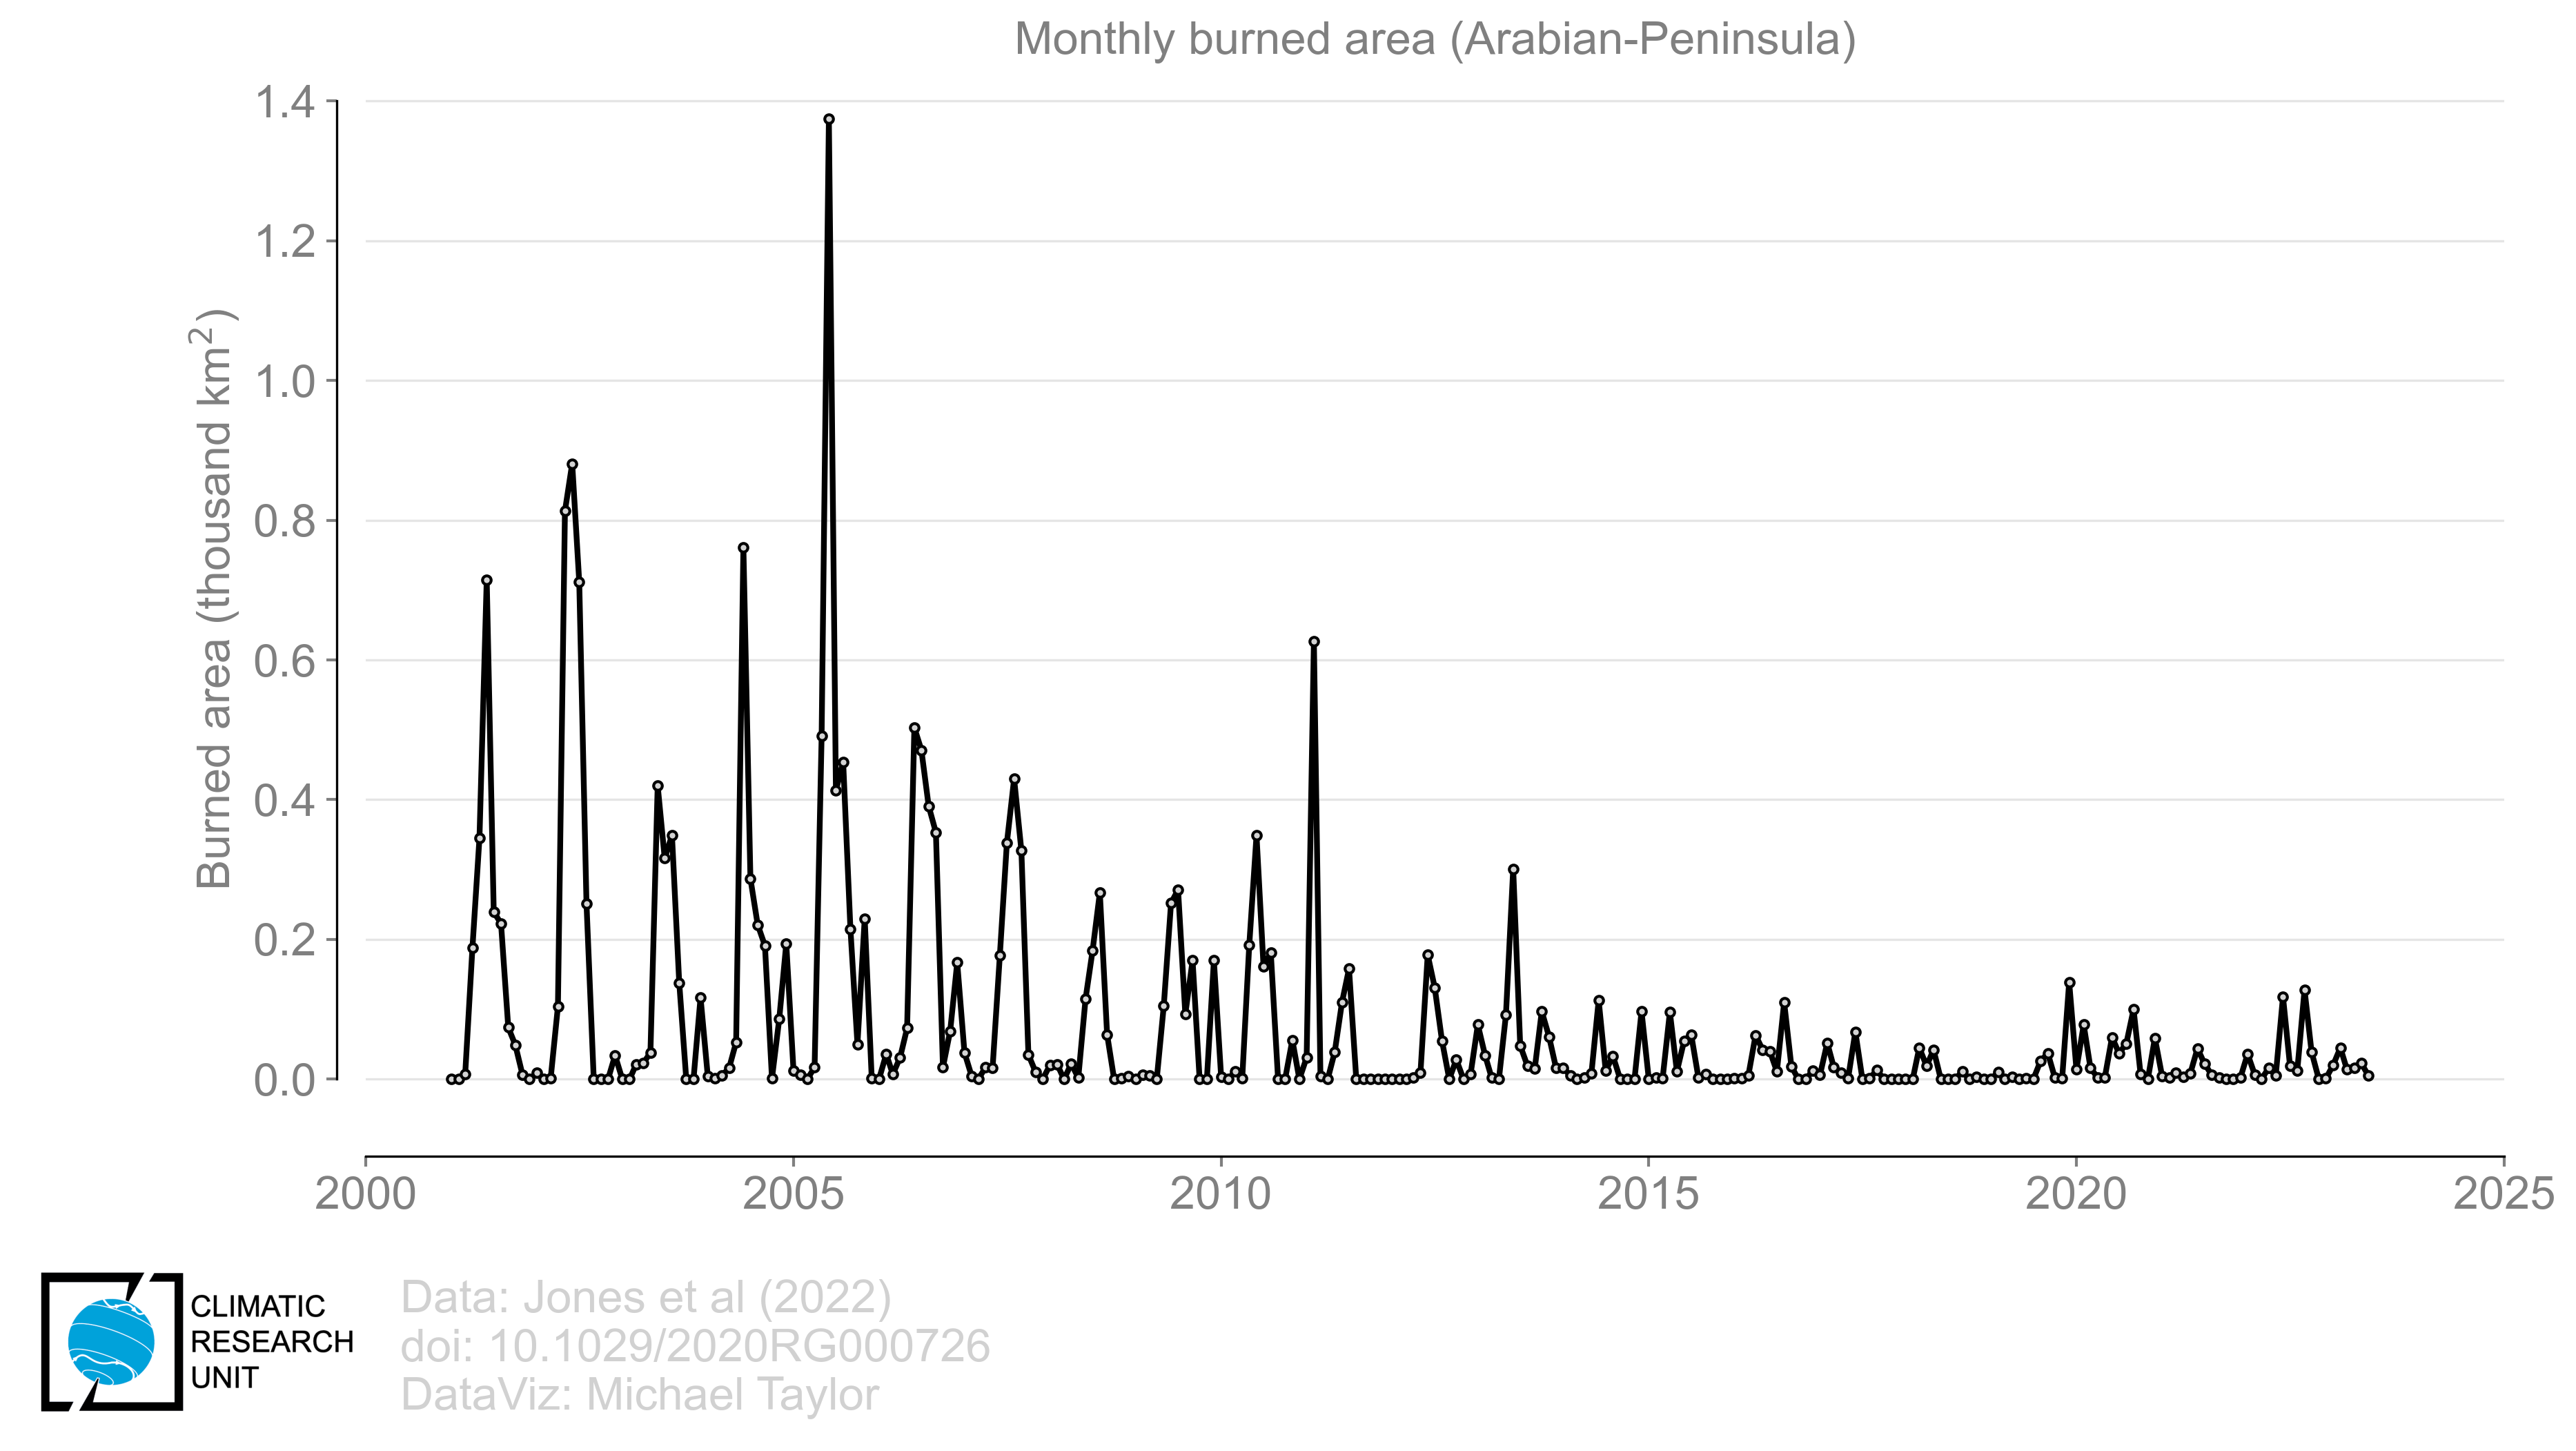 Monthly burned area (Arabian-Peninsula)
1.4
1.2
1.0
0.8
0.6
0.4
0.2
0.0
Burned area (thousand km²)
2000 2005 2010 2015 2020 2025
CLIMATIC
RESEARCH
UNIT
Data: Jones et al (2022)
doi: 10.1029/2020RG000726
DataViz: Michael Taylor